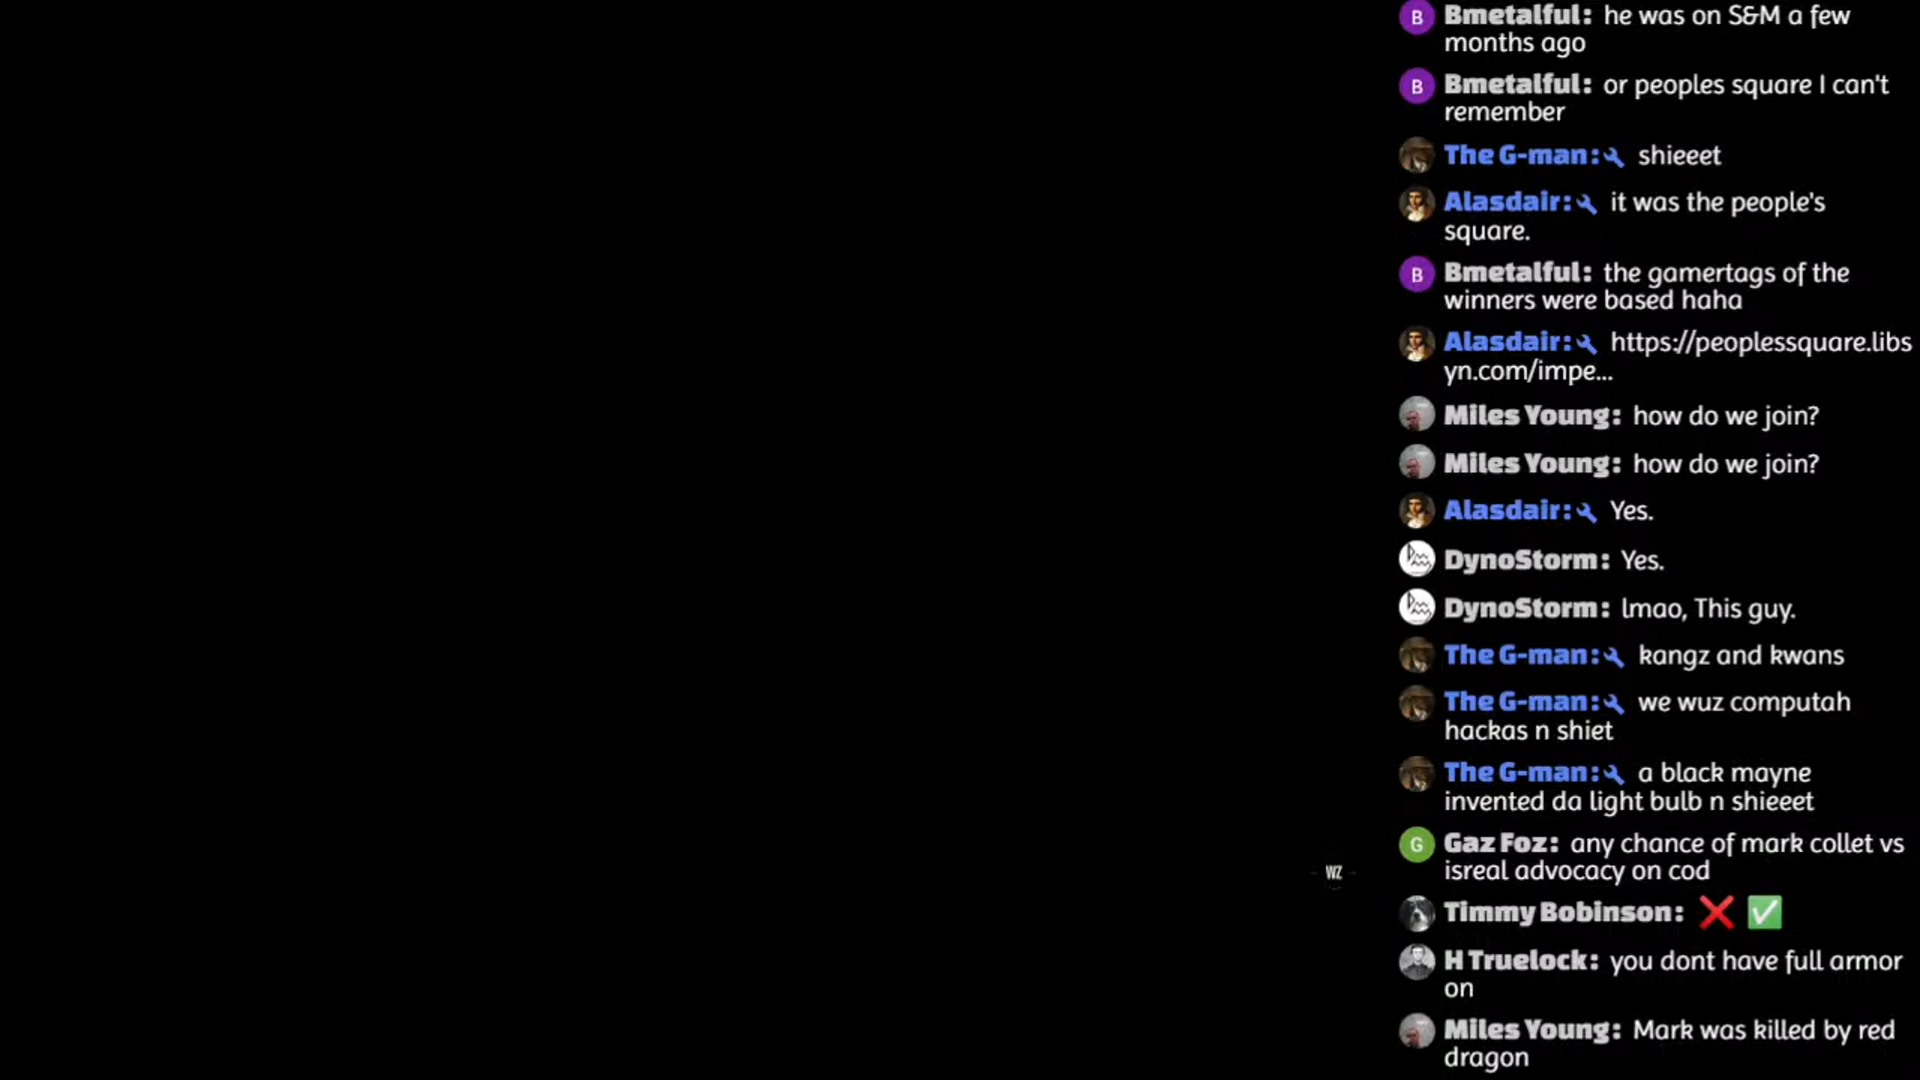 Bmetalful: he was on S&M a few
months ago
Bmetalful: or peoples square I can't
remember
The G-man: shieeet
Alasdair: it was the people's
square.
Bmetalful: the gamertags of the
winners were based haha
Alasdair: https://peoplessquare.libs
yn.com/impe...
Miles Young: how do we join?
Miles Young: how do we join?
Alasdair: Yes.
DynoStorm: Yes.
DynoStorm: lmao, This guy.
The G-man: kangz and kwans
The G-man: we wuz computah
hackas n shiet
The G-man: a black mayne
invented da light bulb n shieeet
Gaz Foz: any chance of mark collet vs
isreal advocacy on cod
WZ
Timmy Bobinson: ❌ ✅
H Truelock: you dont have full armor
on
Miles Young: Mark was killed by red
dragon